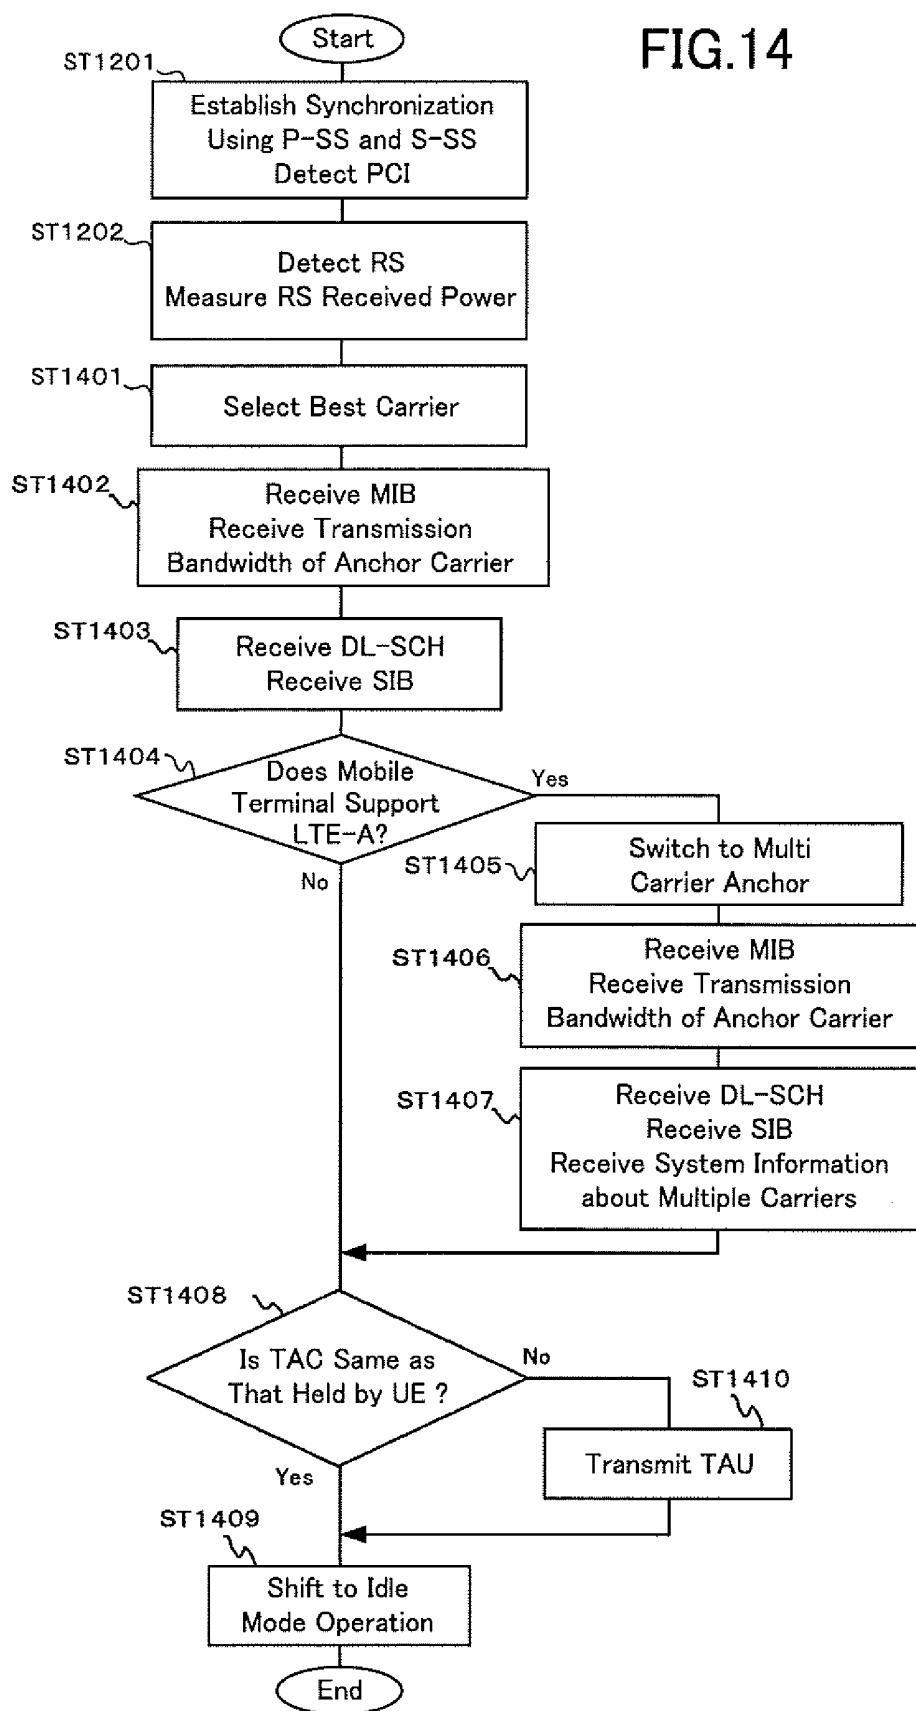 FIG.14
Start
ST1201
Establish Synchronization
Using P-SS and S-SS
Detect PCI
ST1202
Detect RS
Measure RS Received Power
ST1401
Select Best Carrier
ST1402
Receive MIB
Receive Transmission
Bandwidth of Anchor Carrier
ST1403
Receive DL-SCH
Receive SIB
ST1404
Does Mobile
Terminal Support
LTE-A?
Yes
No
ST1405
Switch to Multi
Carrier Anchor
ST1406
Receive MIB
Receive Transmission
Bandwidth of Anchor Carrier
ST1407
Receive DL-SCH
Receive SIB
Receive System Information
about Multiple Carriers
ST1408
Is TAC Same as
That Held by UE ?
No
Yes
ST1410
Transmit TAU
ST1409
Shift to Idle
Mode Operation
End